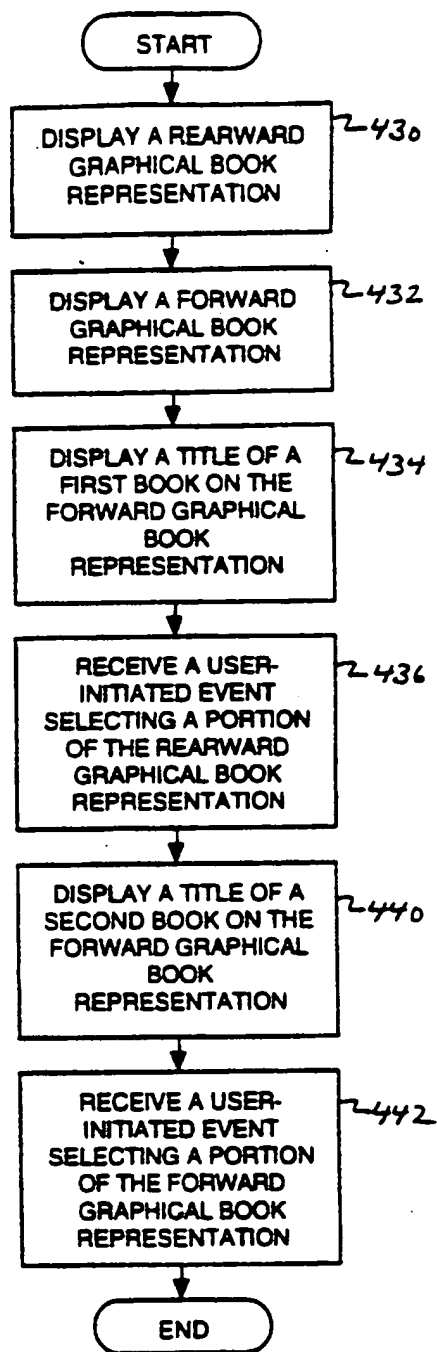 START
DISPLAY A REARWARD
GRAPHICAL BOOK
REPRESENTATION
430
DISPLAY A FORWARD
GRAPHICAL BOOK
REPRESENTATION
432
DISPLAY A TITLE OF A
FIRST BOOK ON THE
FORWARD GRAPHICAL
BOOK
REPRESENTATION
434
RECEIVE A USER-
INITIATED EVENT
SELECTING A PORTION
OF THE REARWARD
GRAPHICAL BOOK
REPRESENTATION
436
DISPLAY A TITLE OF A
SECOND BOOK ON THE
FORWARD GRAPHICAL
BOOK
REPRESENTATION
440
RECEIVE A USER-
INITIATED EVENT
SELECTING A PORTION
OF THE FORWARD
GRAPHICAL BOOK
REPRESENTATION
442
END